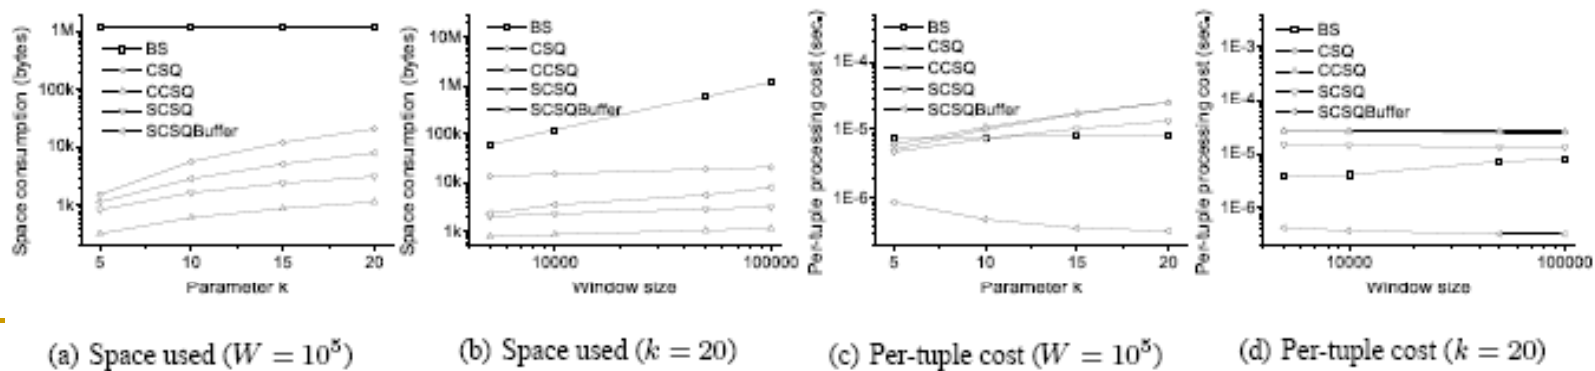 Space consumption (bytes)
1M
100k
10k
1k
BS
CSQ
CCSQ
SCSQ
SCSQBuffer
5
10
15
20
Parameter k
(a) Space used (W = 10⁵)
Space consumption (bytes)
10M
1M
100k
10k
1k
BS
CSQ
CCSQ
SCSQ
SCSQBuffer
10000
100000
Window size
(b) Space used (k = 20)
Per-tuple processing cost (sec.)
1E-4
1E-5
1E-6
BS
CSQ
CCSQ
SCSQ
SCSQBuffer
5
10
15
20
Parameter k
(c) Per-tuple cost (W = 10⁵)
Per-tuple processing cost (sec.)
1E-3
1E-4
1E-5
1E-6
BS
CSQ
CCSQ
SCSQ
SCSQBuffer
10000
100000
Window size
(d) Per-tuple cost (k = 20)